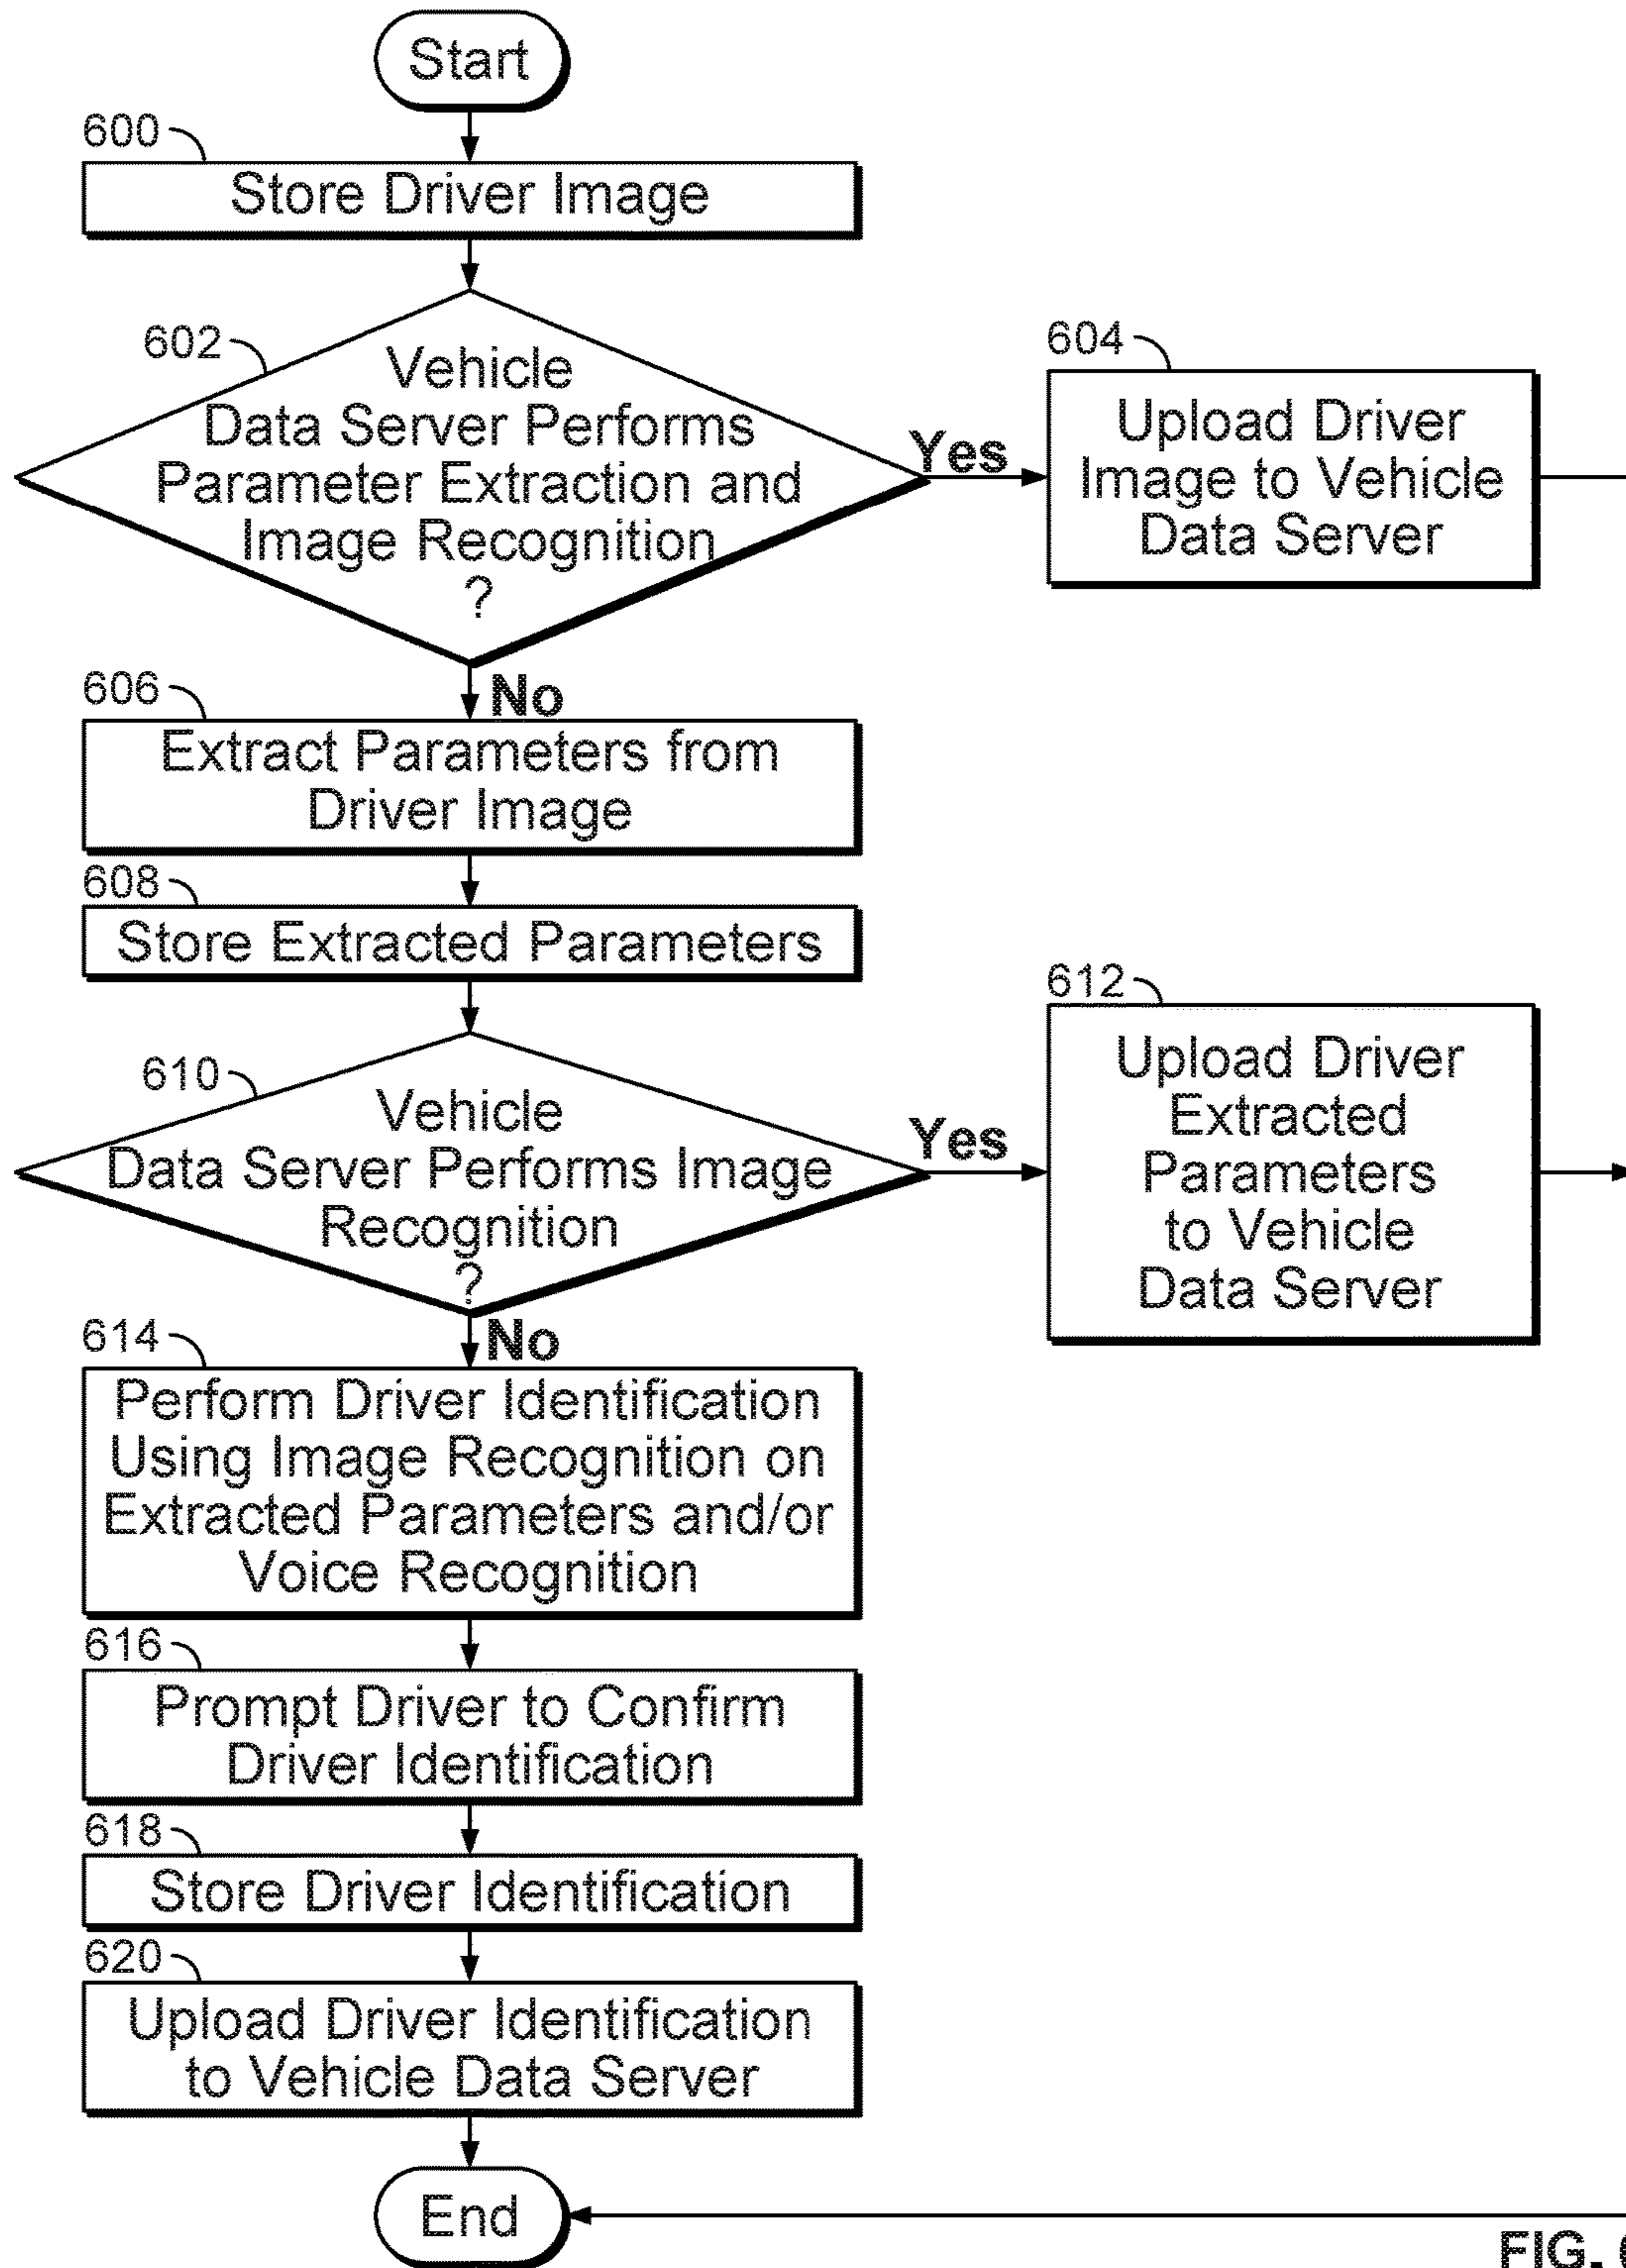 Start
600
Store Driver Image
602
Vehicle
Data Server Performs
Parameter Extraction and
Image Recognition
?
Yes
604
Upload Driver
Image to Vehicle
Data Server
No
606
Extract Parameters from
Driver Image
608
Store Extracted Parameters
610
Vehicle
Data Server Performs Image
Recognition
?
Yes
612
Upload Driver
Extracted
Parameters
to Vehicle
Data Server
No
614
Perform Driver Identification
Using Image Recognition on
Extracted Parameters and/or
Voice Recognition
616
Prompt Driver to Confirm
Driver Identification
618
Store Driver Identification
620
Upload Driver Identification
to Vehicle Data Server
End
FIG.